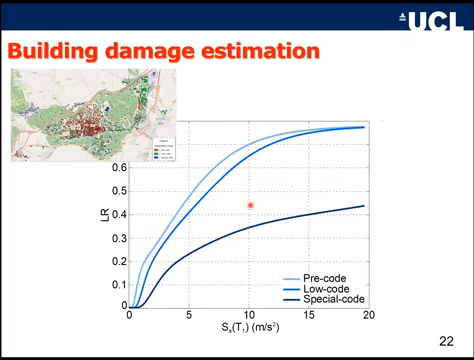 UCL
Building damage estimation
0.6
0.5
0.4
0.3
0.2
0.1
0
LR
0 5 10 15 20
Sa(T1) (m/s²)
Pre-code
Low-code
Special-code
22